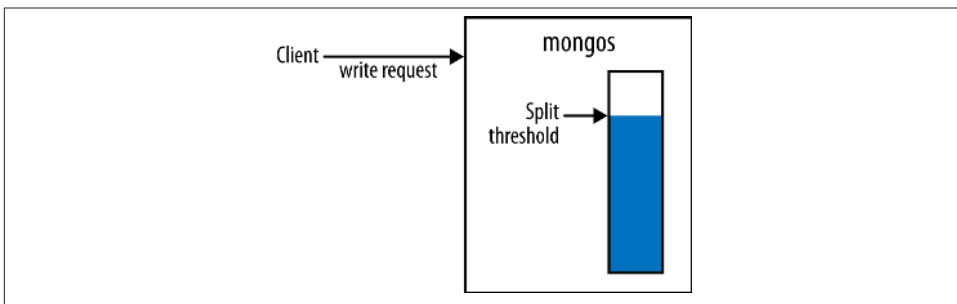 mongos
Client
write request
Split
threshold